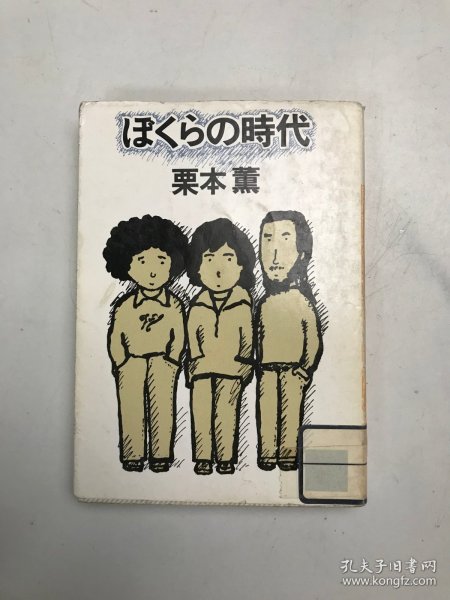 ぼくらの時代
栗本 薫
孔夫子旧书网
www.kongfz.com